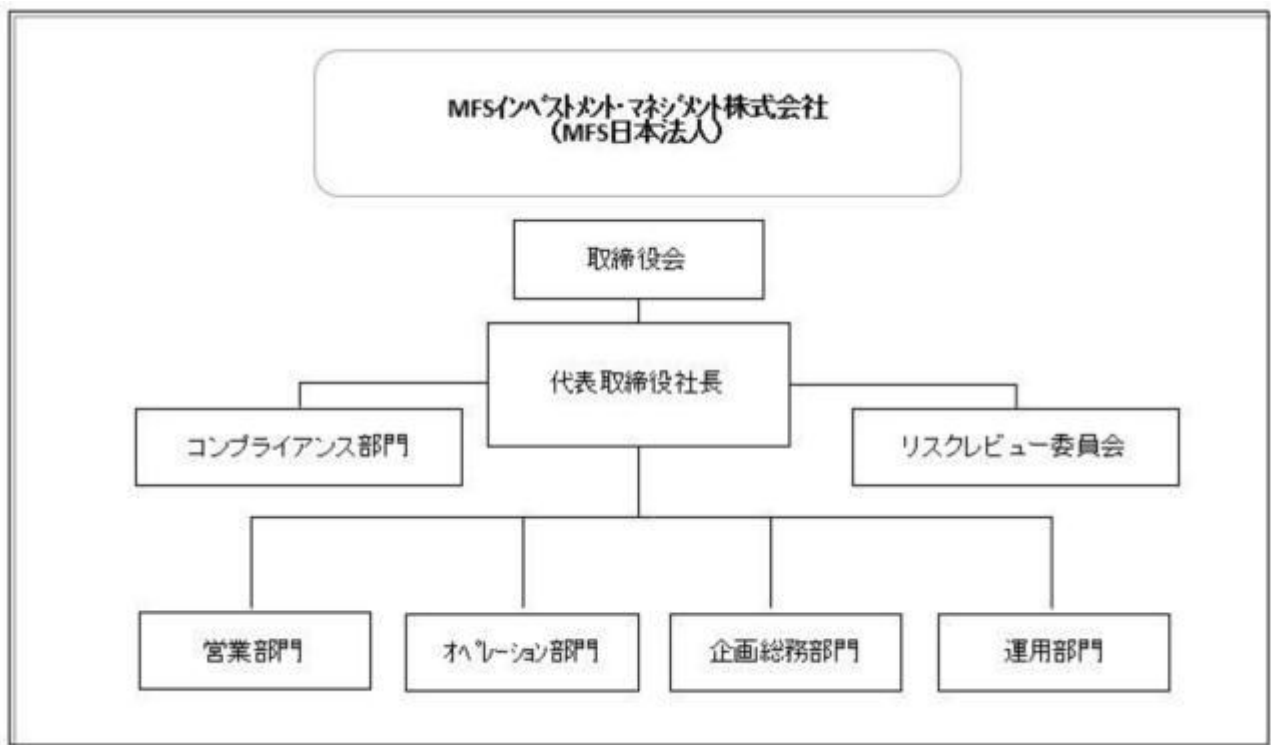 MFSインベストメント・マネジメント株式会社
（MFS日本法人）
取締役会
代表取締役社長
コンプライアンス部門
リスクレビュー委員会
営業部門
オペレーション部門
企画総務部門
運用部門